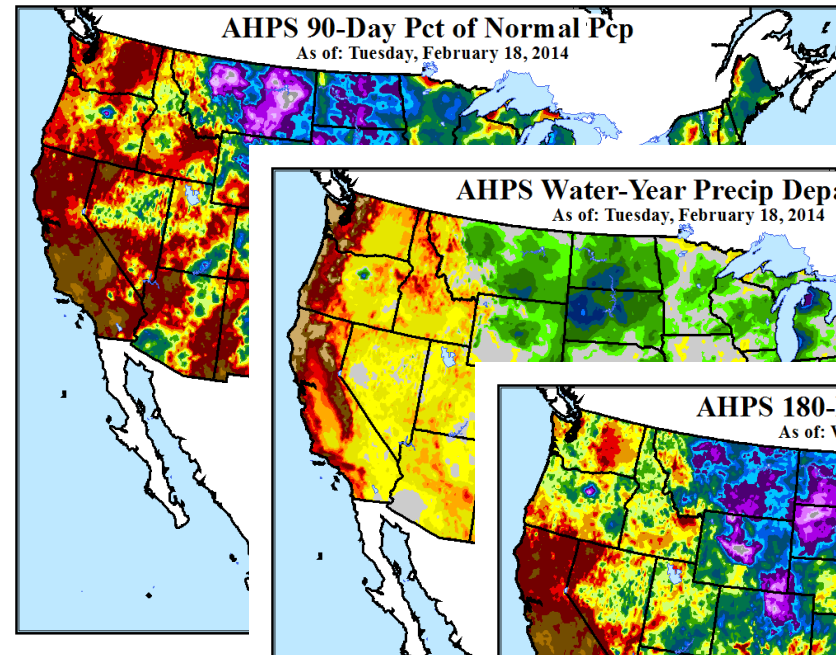 AHPS 90-Day Pct of Normal Pcp
As of: Tuesday, February 18, 2014
AHPS Water-Year Precip Depa
As of: Tuesday, February 18, 2014
AHPS 180-
As of: V